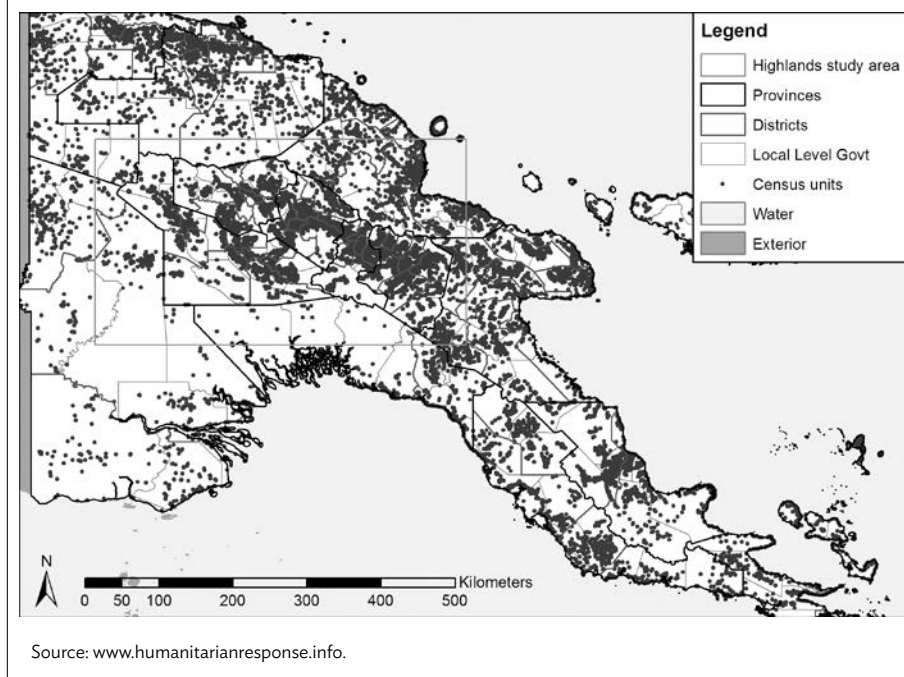 Legend
Highlands study area
Provinces
Districts
Local Level Govt
Census units
Water
Exterior
N
Kilometers
0 50 100 200 300 400 500
Source: www.humanitarianresponse.info.